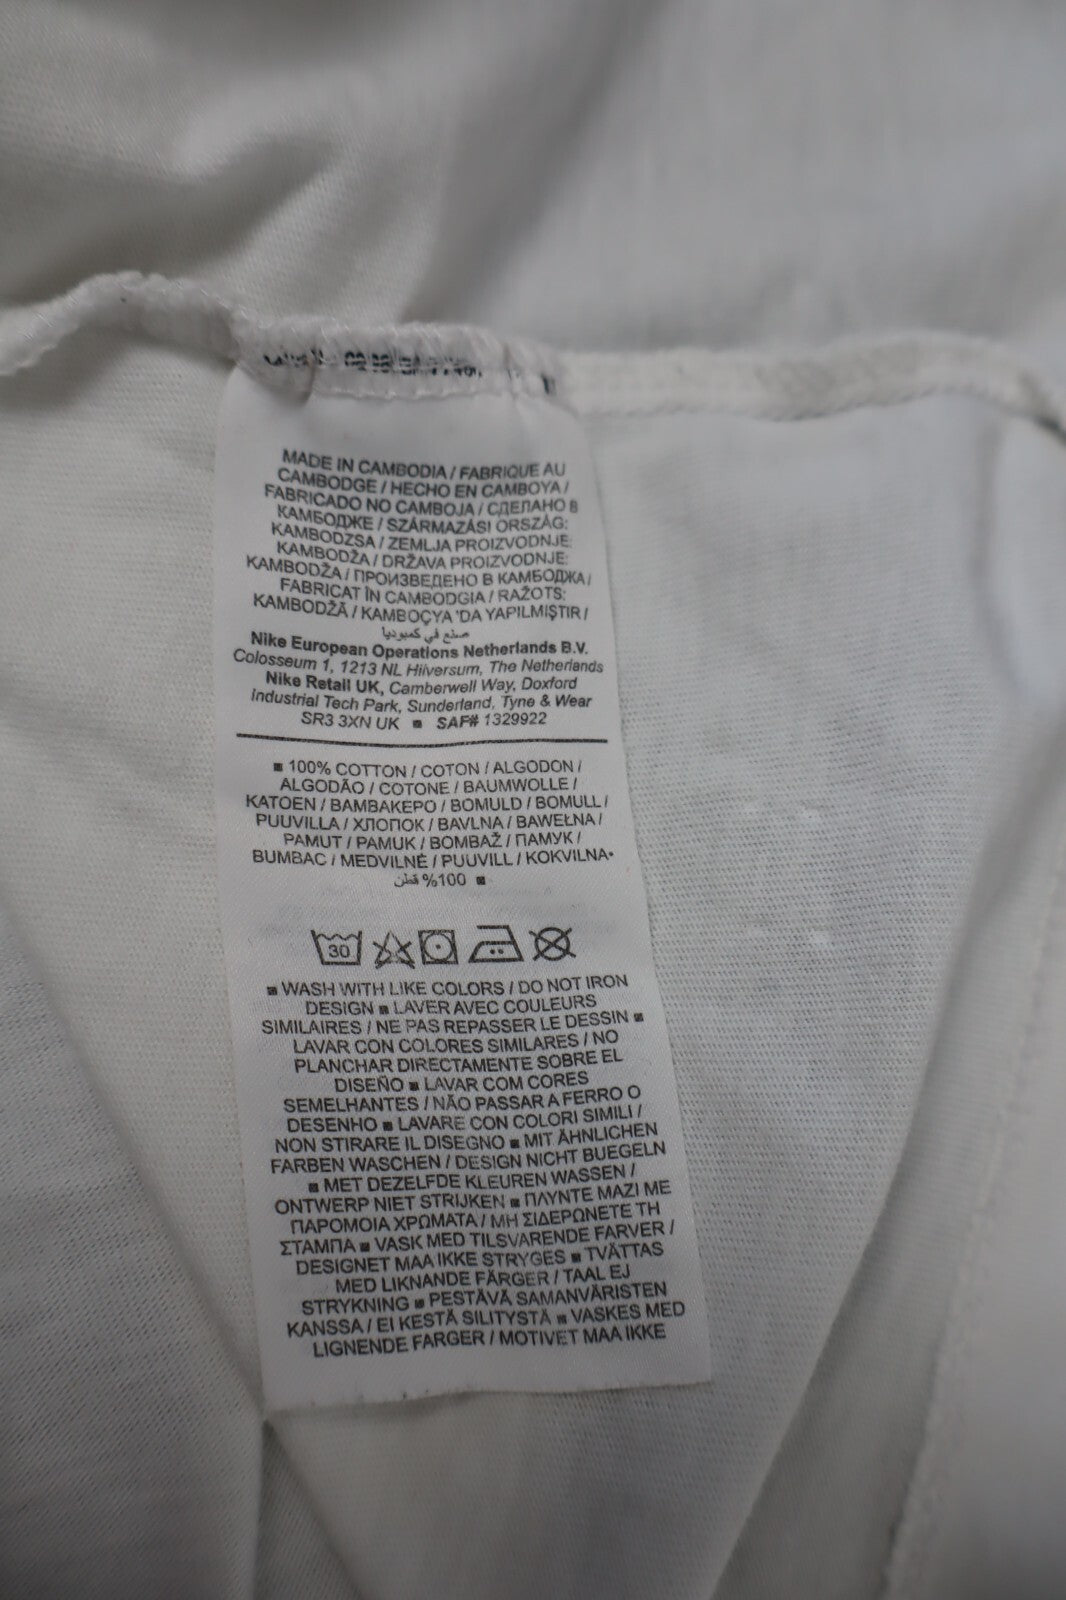 MADE IN CAMBODIA / FABRIQUE AU
CAMBODGE / HECHO EN CAMBOYA /
FABRICADO NO CAMBOJA / СДЕЛАНО В
КАМБОДЖЕ / SZÁRMAZÁSI ORSZÁG:
KAMBODZSA / ZEMLJA PROIZVODNJE:
KAMBODŽA / DRŽAVA PROIZVODNJE:
KAMBODŽA / ПРОИЗВЕДЕНО В КАМБОДЖА /
FABRICAT ÎN CAMBODGIA / RAŽOTS:
KAMBODŽĀ / KAMBOÇYA 'DA YAPILMIŞTIR /
صنع في كمبوديا
Nike European Operations Netherlands B.V.
Colosseum 1, 1213 NL Hilversum, The Netherlands
Nike Retail UK, Camberwell Way, Doxford
Industrial Tech Park, Sunderland, Tyne & Wear
SR3 3XN UK ■ SAF# 1329922
■ 100% COTTON / COTON / ALGODON /
ALGODÃO / COTONE / BAUMWOLLE /
KATOEN / ΒΑΜΒΑΚΕΡΟ / BOMULD / BOMULL /
PUUVILLA / ХЛОПОК / BAVLNA / BAWEŁNA /
PAMUT / PAMUK / BOMBAŽ / ПАМУК /
BUMBAC / MEDVILNĖ / PUUVILL / KOKVILNA•
100% قطن ■
30
■ WASH WITH LIKE COLORS / DO NOT IRON
DESIGN ■ LAVER AVEC COULEURS
SIMILAIRES / NE PAS REPASSER LE DESSIN ■
LAVAR CON COLORES SIMILARES / NO
PLANCHAR DIRECTAMENTE SOBRE EL
DISEÑO ■ LAVAR COM CORES
SEMELHANTES / NÃO PASSAR A FERRO O
DESENHO ■ LAVARE CON COLORI SIMILI /
NON STIRARE IL DISEGNO ■ MIT ÄHNLICHEN
FARBEN WASCHEN / DESIGN NICHT BUEGELN
■ MET DEZELFDE KLEUREN WASSEN /
ONTWERP NIET STRIJKEN ■ ΠΛΥΝΤΕ ΜΑΖΙ ΜΕ
ΠΑΡΟΜΟΙΑ ΧΡΩΜΑΤΑ / ΜΗ ΣΙΔΕΡΩΝΕΤΕ ΤΗ
ΣΤΑΜΠΑ ■ VASK MED TILSVARENDE FARVER /
DESIGNET MAA IKKE STRYGES ■ TVÄTTAS
MED LIKNANDE FÄRGER / TAAL EJ
STRYKNING ■ PESTÄVÄ SAMANVÄRISTEN
KANSSA / EI KESTÄ SILITYSTÄ ■ VASKES MED
LIGNENDE FARGER / MOTIVET MAA IKKE